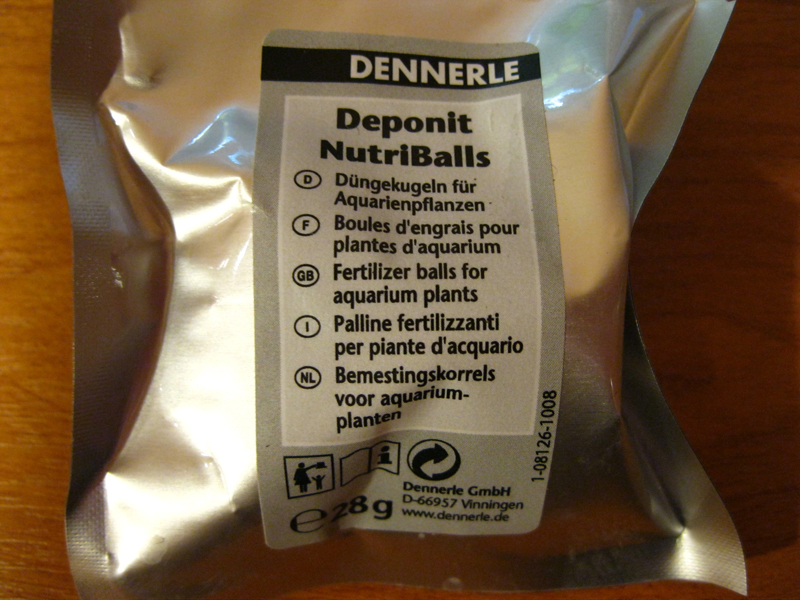 DENNERLE
Deponit
NutriBalls
D Düngekugeln für
Aquarienpflanzen
F Boules d'engrais pour
plantes d'aquarium
GB Fertilizer balls for
aquarium plants
I Palline fertilizzanti
per piante d'acquario
NL Bemestingskorrels
voor aquarium-
planten
1-08126-1008
i
Dennerle GmbH
D-66957 Vinningen
www.dennerle.de
℮ 28 g